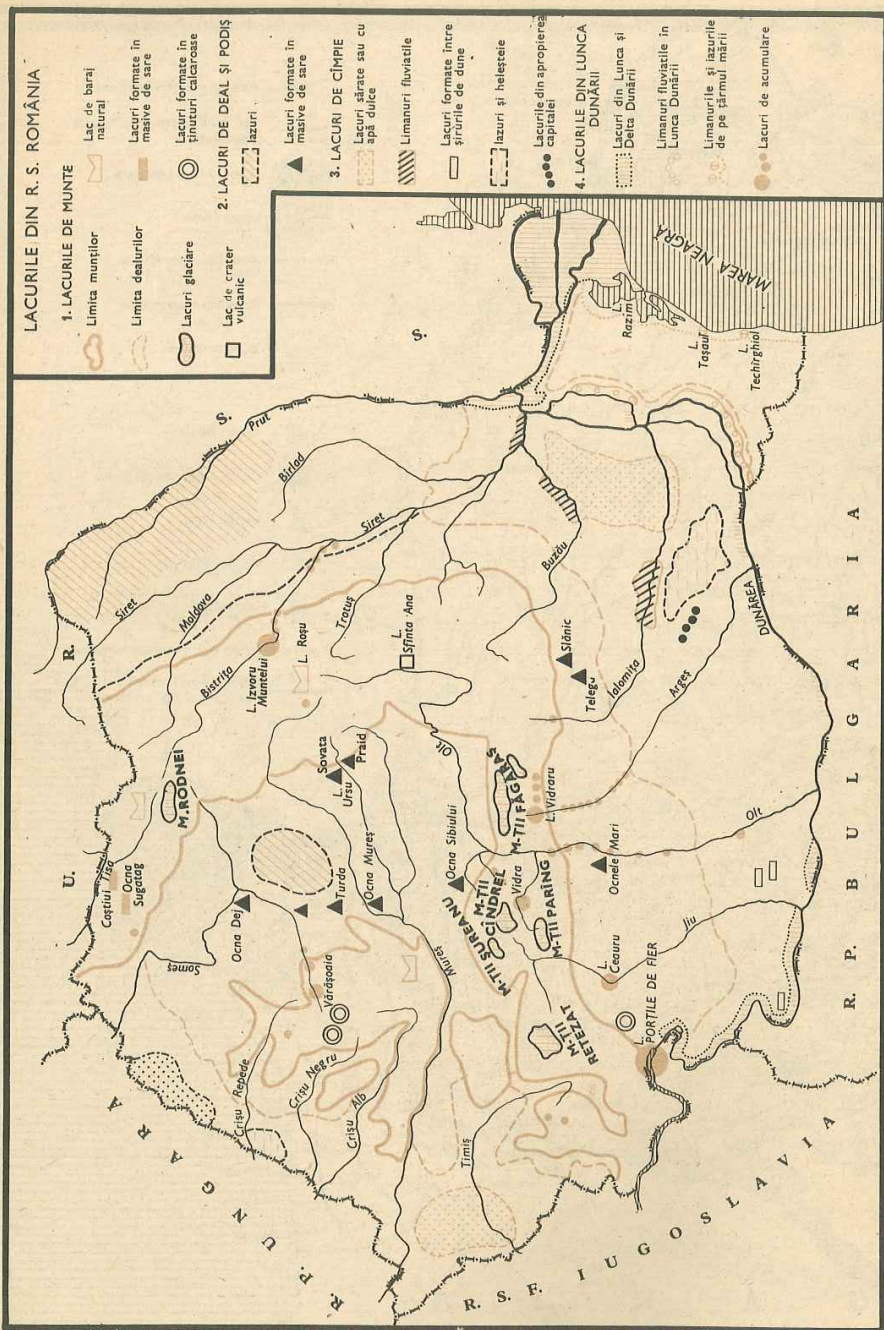 LACURILE DIN R. S. ROMÂNIA
1. LACURILE DE MUNTE
Limita munților
Limita dealurilor
Lacuri glaciare
Lac de crater
vulcanic
Lac de baraj
natural
Lacuri formate în
masive de sare
Lacuri formate în
ținuturi calcaroase
2. LACURI DE DEAL ȘI PODIȘ
Iazuri
Lacuri formate în
masive de sare
3. LACURI DE CÎMPIE
Lacuri sărate sau cu
apă dulce
Limanuri fluviatile
Lacuri formate între
șirurile de dune
Iazuri și heleșteie
Lacurile din apropierea
capitalei
4. LACURILE DIN LUNCA
DUNĂRII
Lacuri din Lunca și
Delta Dunării
Limanuri fluviatile în
Lunca Dunării
Limanurile și iazurile
de pe țărmul mării
Lacuri de acumulare
U. R. S. S.
R. P. UNGARĂ
R. S. F. IUGOSLAVIA
R. P. BULGARIA
MAREA NEAGRĂ
Coștiui
Tisa
Ocna
Sugatag
M. RODNEI
Someș
Ocna Dej
Turda
Ocna Mureș
Vărășoaia
Crișu Repede
Crișu Negru
Crișu Alb
Mureș
Timiș
Siret
Moldova
Bistrița
Prut
Bîrlad
Siret
L. Izvoru
Muntelui
L. Roșu
Trotuș
L.
Sfînta Ana
Sovata
L.
Ursu
Praid
Olt
Ocna Sibiului
M-ȚII ȘUREANU
M-ȚII
CÎNDREL
M-ȚII FĂGĂRAȘ
Vidra
M-ȚII PARÎNG
M-ȚII
RETEZAT
L. Vidraru
Ocnele Mari
L.
Ceauru
L.
PORȚILE DE FIER
Jiu
Olt
Slănic
Telega
Buzău
Ialomița
Argeș
DUNĂREA
L.
Razim
L.
Tașaul
L.
Techirghiol